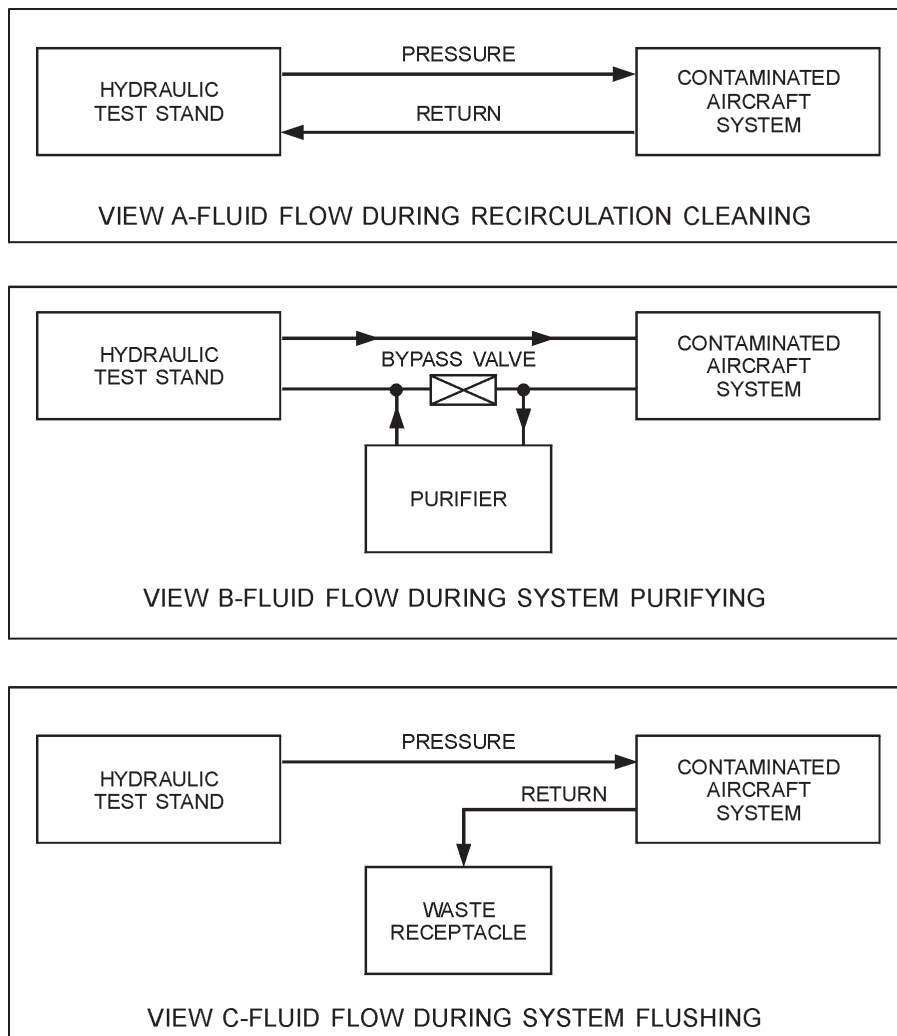 PRESSURE
HYDRAULIC
TEST STAND
CONTAMINATED
AIRCRAFT
SYSTEM
RETURN
VIEW A-FLUID FLOW DURING RECIRCULATION CLEANING
HYDRAULIC
TEST STAND
BYPASS VALVE
CONTAMINATED
AIRCRAFT
SYSTEM
PURIFIER
VIEW B-FLUID FLOW DURING SYSTEM PURIFYING
PRESSURE
HYDRAULIC
TEST STAND
CONTAMINATED
AIRCRAFT
SYSTEM
RETURN
WASTE
RECEPTACLE
VIEW C-FLUID FLOW DURING SYSTEM FLUSHING